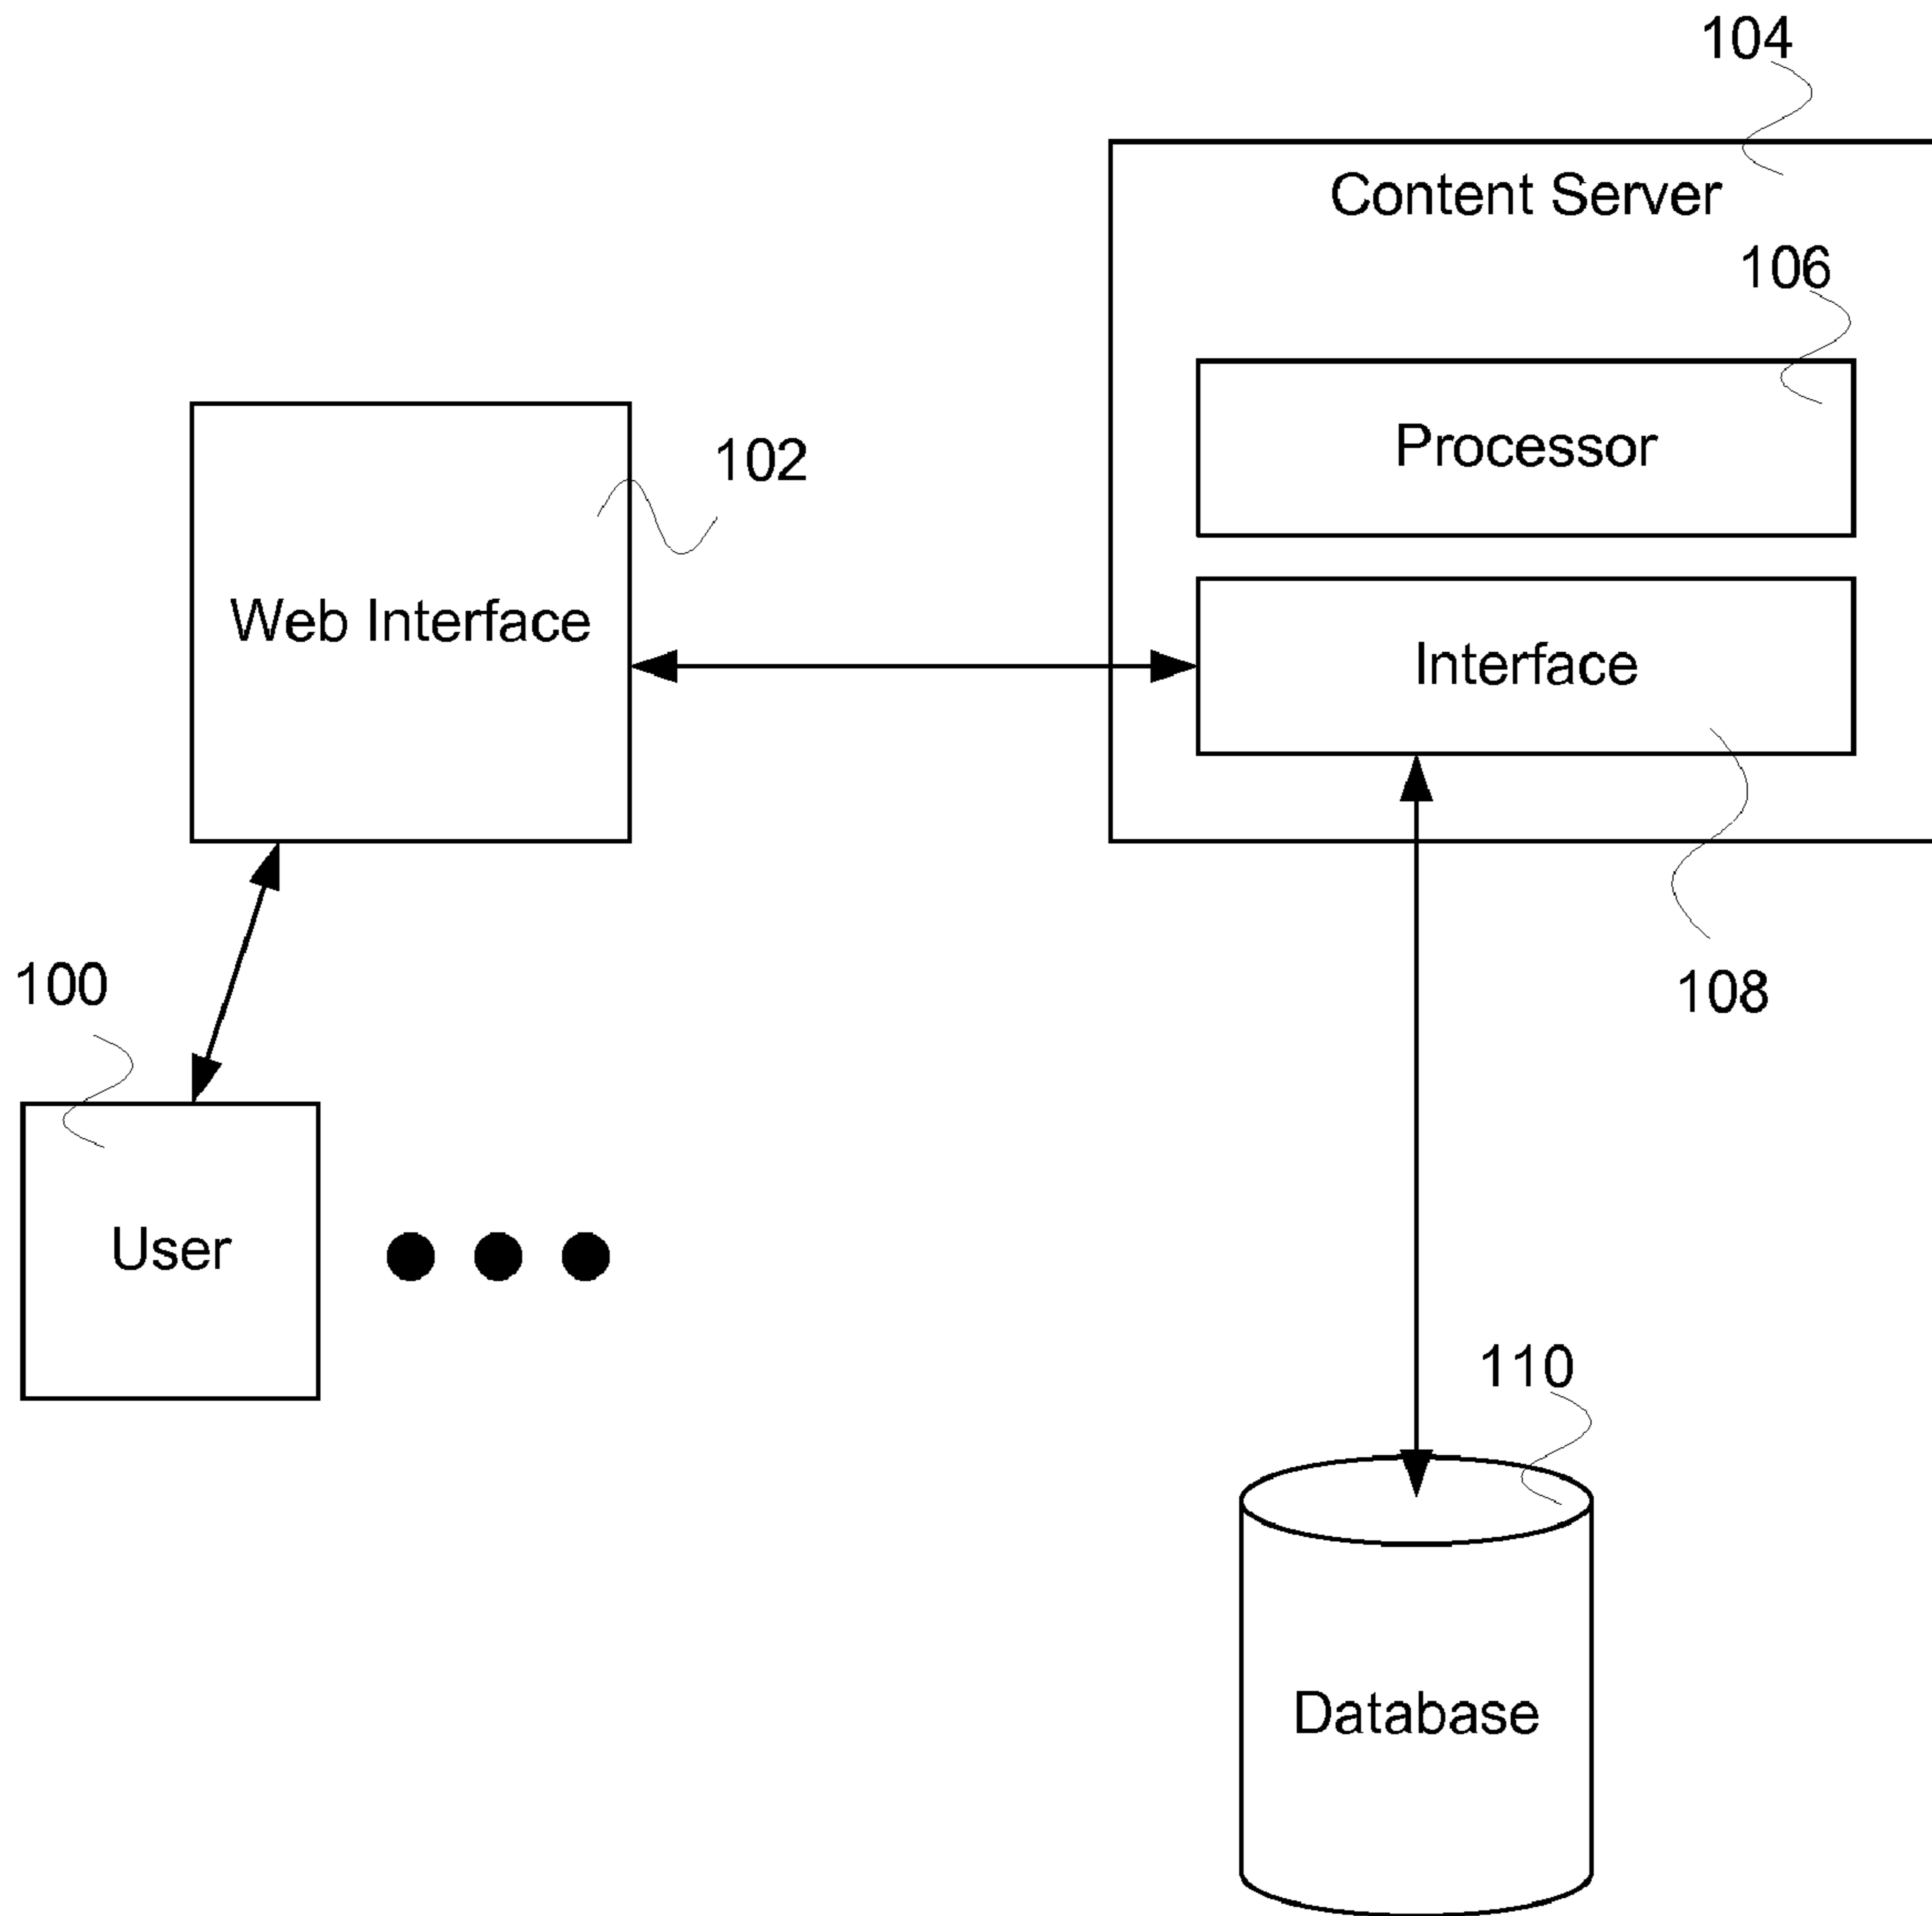 104
Content Server
106
Processor
102
Web Interface
Interface
100
108
User
110
Database